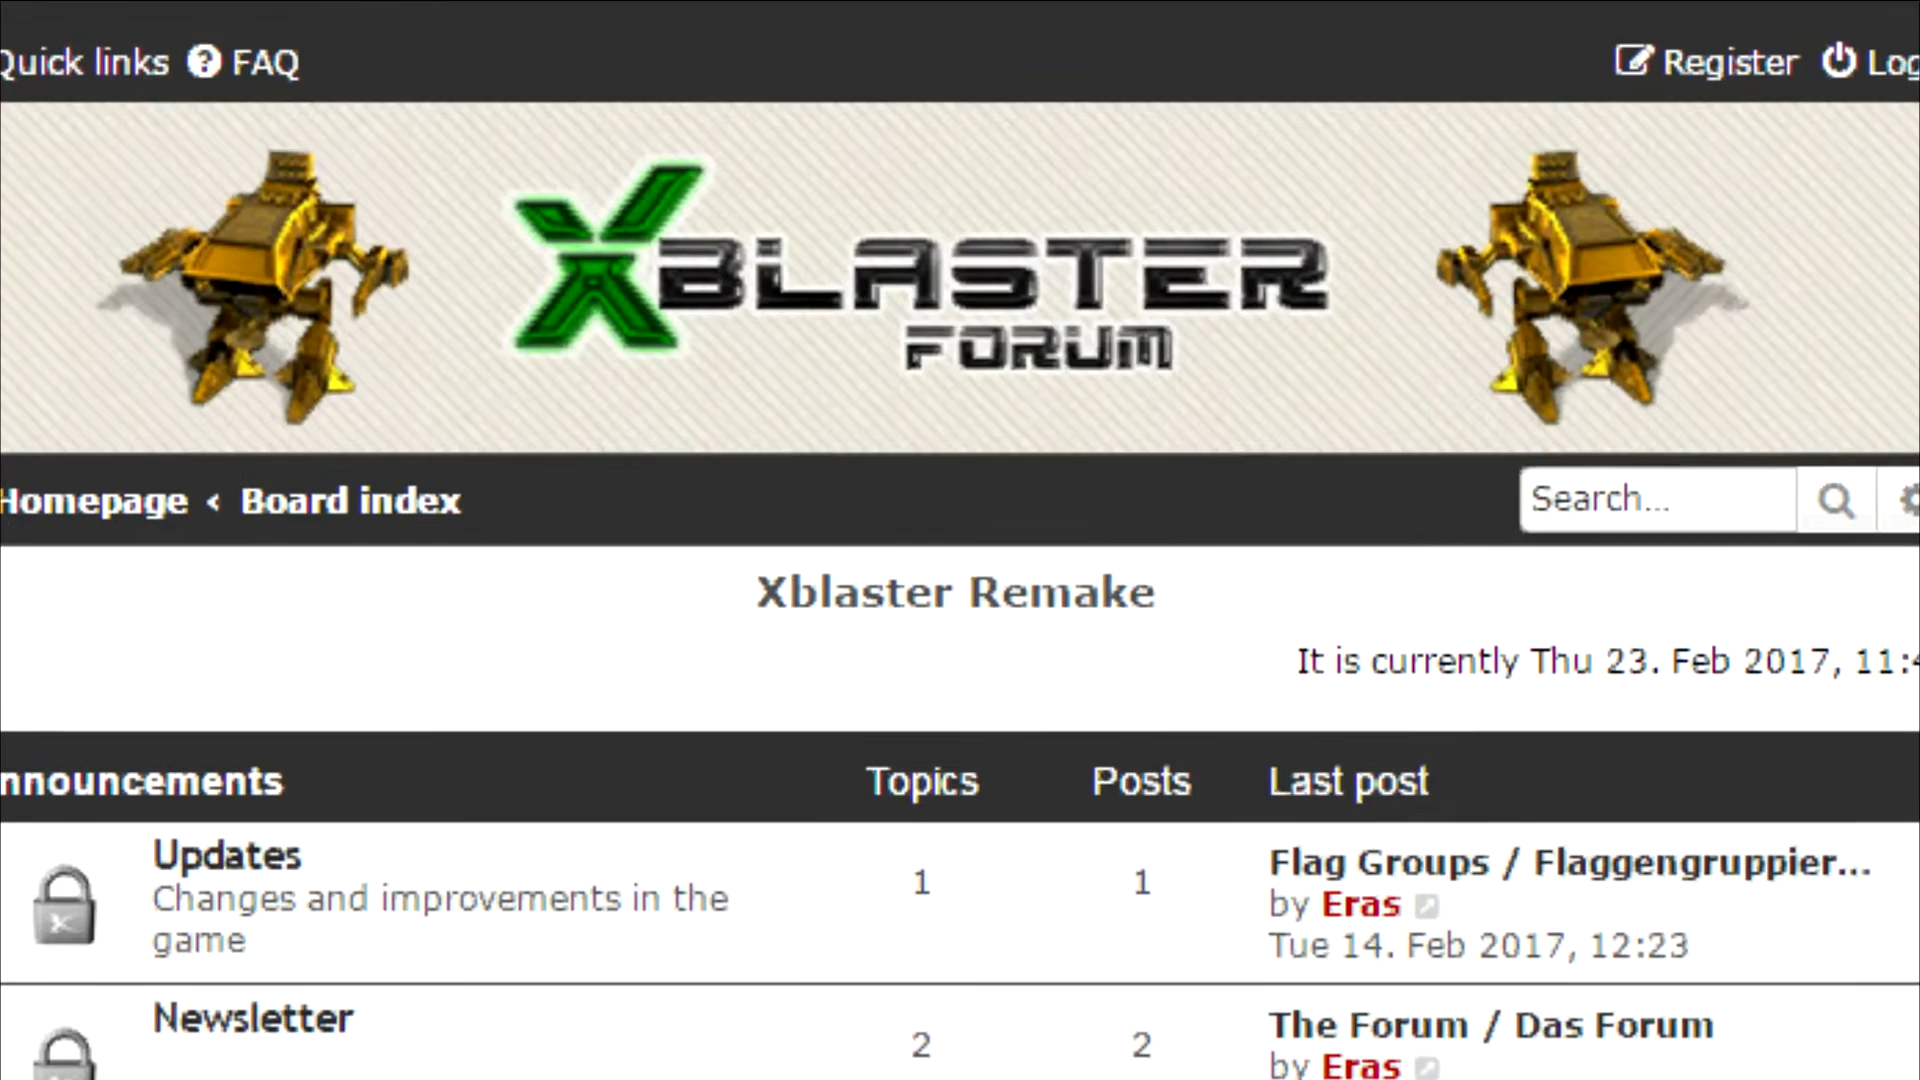 Quick links FAQ Register Log
XBLASTER
FORUM
Homepage ‹ Board index Search...
Xblaster Remake
It is currently Thu 23. Feb 2017, 11:4
nnouncements Topics Posts Last post
Updates 1 1 Flag Groups / Flaggengruppier...
Changes and improvements in the by Eras
game Tue 14. Feb 2017, 12:23
Newsletter 2 2 The Forum / Das Forum
by Eras